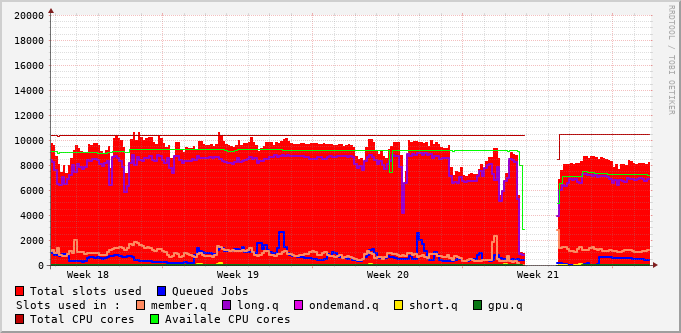 RRDTOOL / TOBI OETIKER
20000
18000
16000
14000
12000
10000
8000
6000
4000
2000
0
Week 18 Week 19 Week 20 Week 21
Total slots used Queued Jobs
Slots used in : member.q long.q ondemand.q short.q gpu.q
Total CPU cores Availale CPU cores